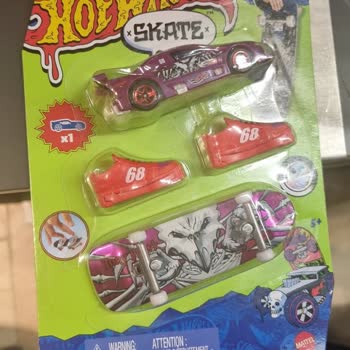 HOT WHEELS
SKATE
x1
68
68
MATTEL
WARNING:
ATTENTION :